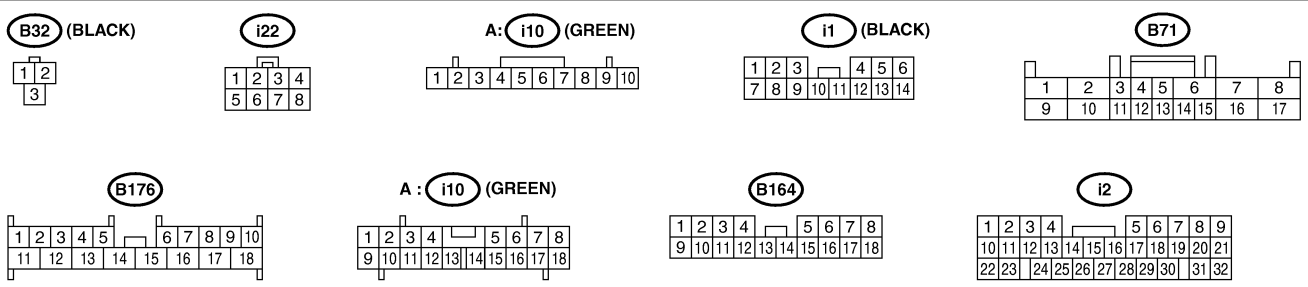 B32 (BLACK)
1 2
3
i22
1 2 3 4
5 6 7 8
A: i10 (GREEN)
1 2 3 4 5 6 7 8 9 10
i1 (BLACK)
1 2 3 4 5 6
7 8 9 10 11 12 13 14
B71
1 2 3 4 5 6 7 8
9 10 11 12 13 14 15 16 17
B176
1 2 3 4 5 6 7 8 9 10
11 12 13 14 15 16 17 18
A : i10 (GREEN)
1 2 3 4 5 6 7 8
9 10 11 12 13 14 15 16 17 18
B164
1 2 3 4 5 6 7 8
9 10 11 12 13 14 15 16 17 18
i2
1 2 3 4 5 6 7 8 9
10 11 12 13 14 15 16 17 18 19 20 21
22 23 24 25 26 27 28 29 30 31 32